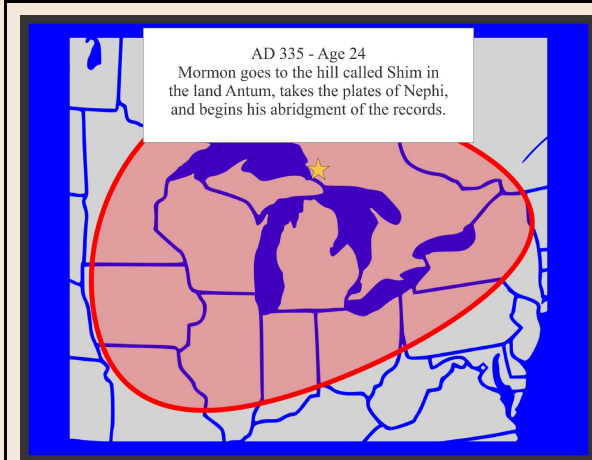 AD 335 - Age 24
Mormon goes to the hill called Shim in
the land Antum, takes the plates of Nephi,
and begins his abridgment of the records.